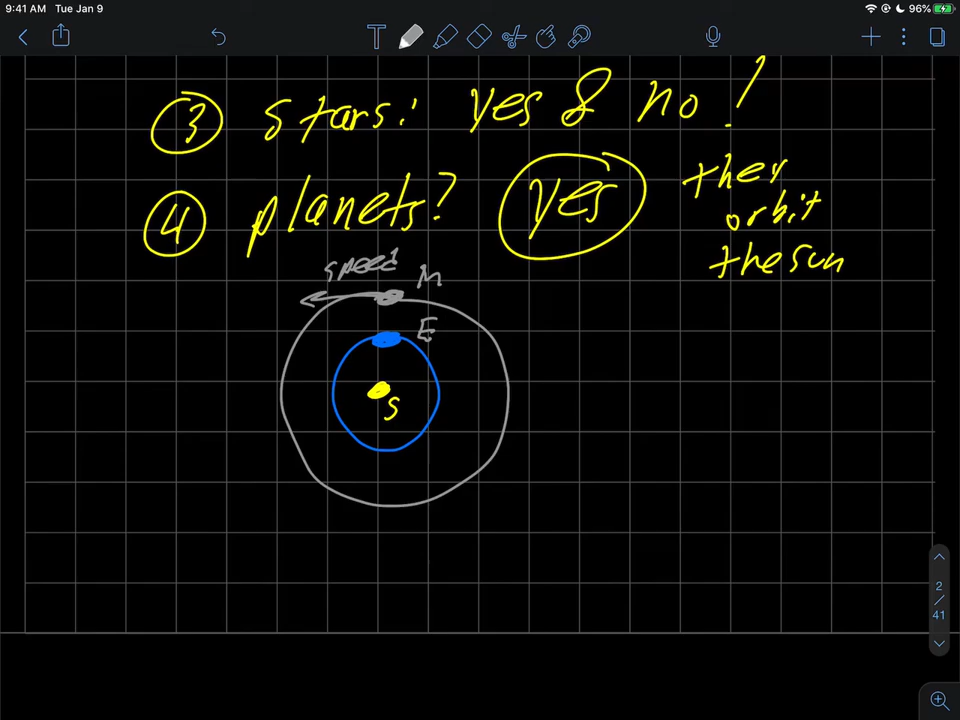 9:41 AM Tue Jan 9
96%
T
3 stars: yes & no!
4 planets? yes they
orbit
the sun
speed M
E
S
2
/
41